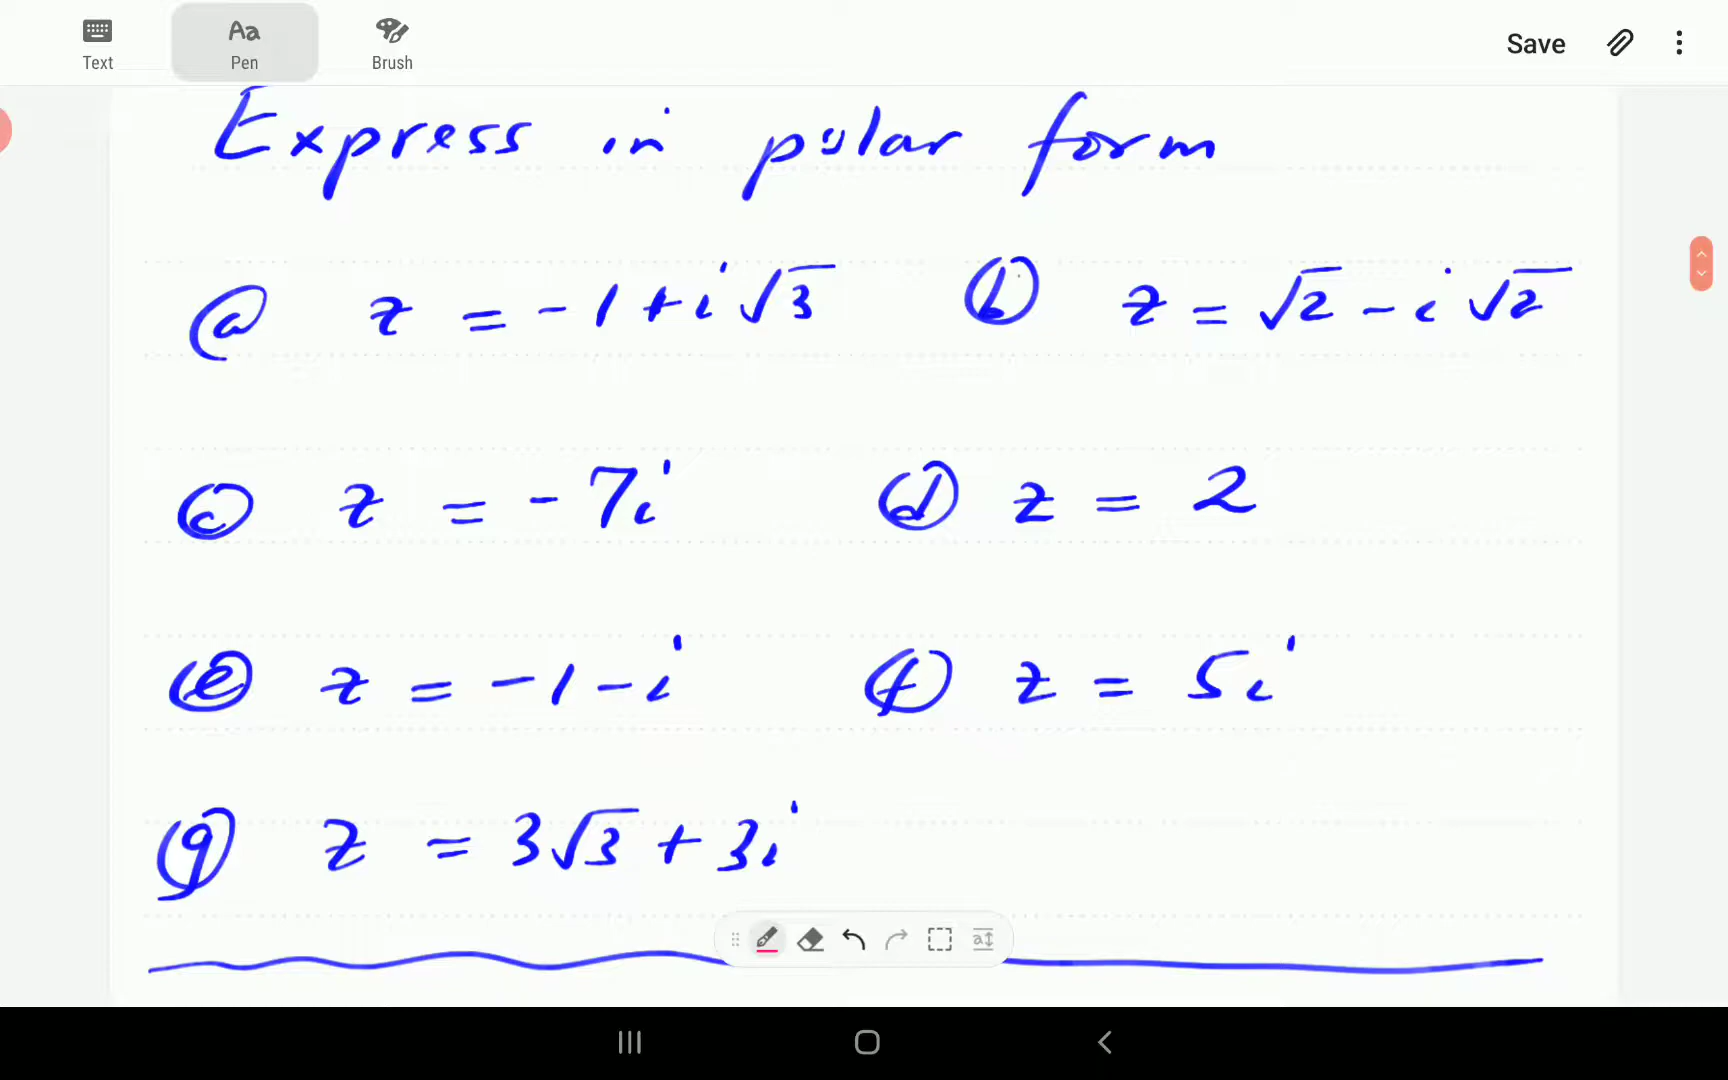 Text Aa Pen Brush Save
Express in polar form
ⓐ z = -1 + i√3 ⓑ z = √2 - i√2
ⓒ z = -7i ⓓ z = 2
ⓔ z = -1 - i ⓕ z = 5i
ⓖ z = 3√3 + 3i